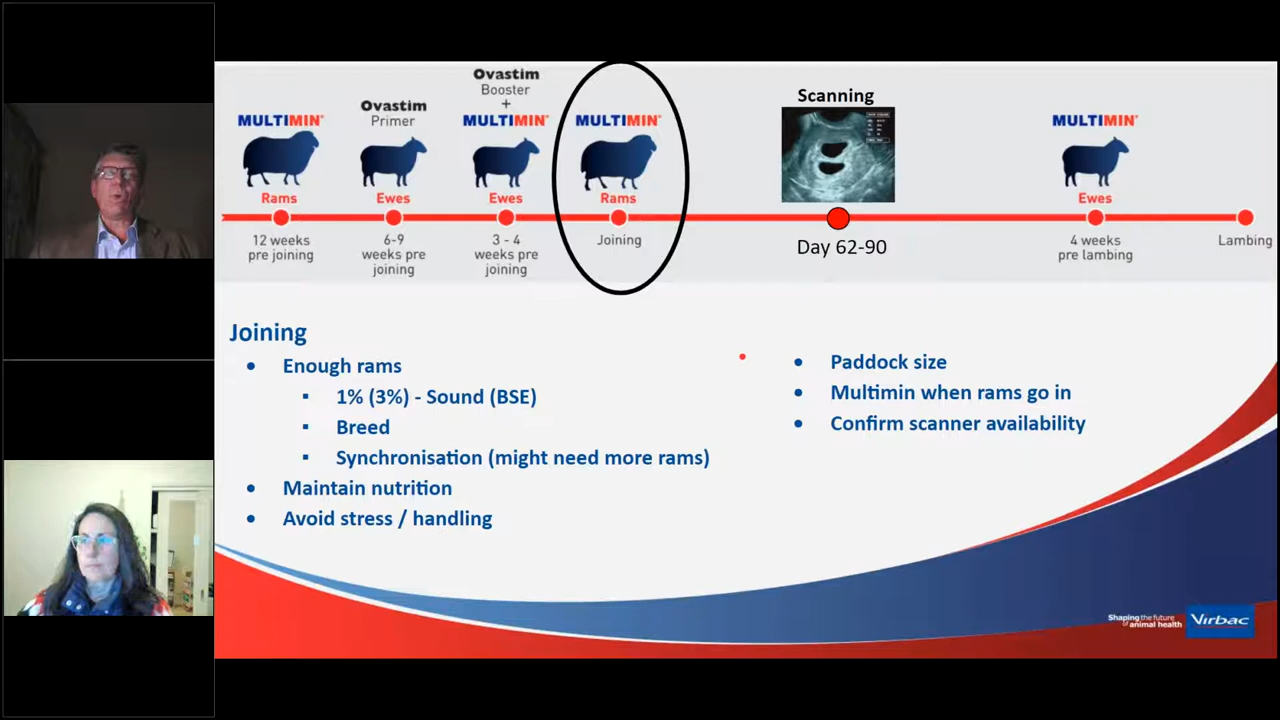 MULTIMIN®
Rams
12 weeks
pre joining
Ovastim
Primer
Ewes
6-9
weeks pre
joining
Ovastim
Booster
+
MULTIMIN®
Ewes
3 - 4
weeks pre
joining
MULTIMIN®
Rams
Joining
Scanning
Day 62-90
MULTIMIN®
Ewes
4 weeks
pre lambing
Lambing
Joining
• Enough rams
▪ 1% (3%) - Sound (BSE)
▪ Breed
▪ Synchronisation (might need more rams)
• Maintain nutrition
• Avoid stress / handling
• Paddock size
• Multimin when rams go in
• Confirm scanner availability
Shaping the future
of animal health
Virbac